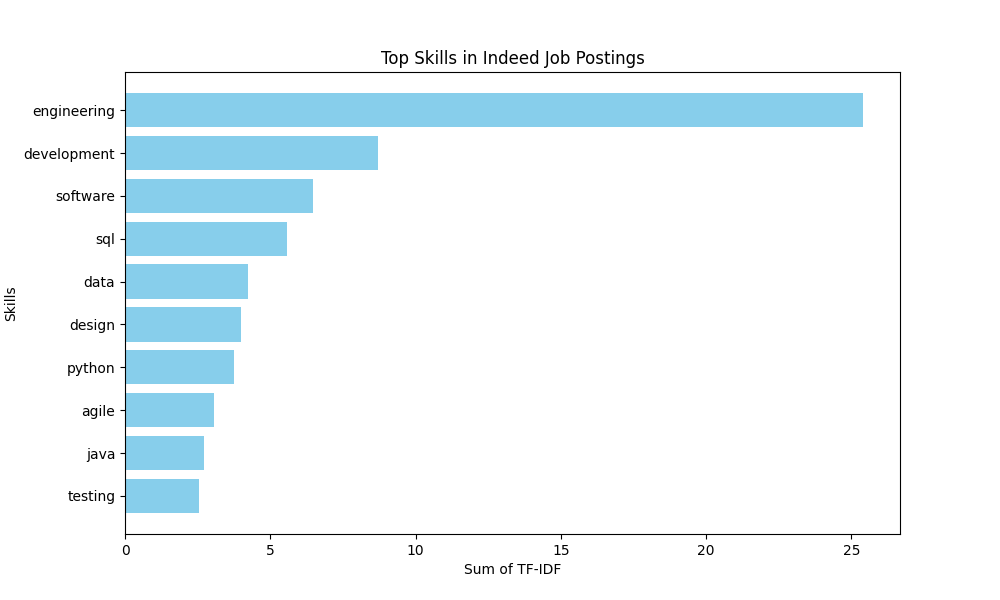 Top Skills in Indeed Job Postings
Skills
engineering
development
software
sql
data
design
python
agile
java
testing
0 5 10 15 20 25
Sum of TF-IDF